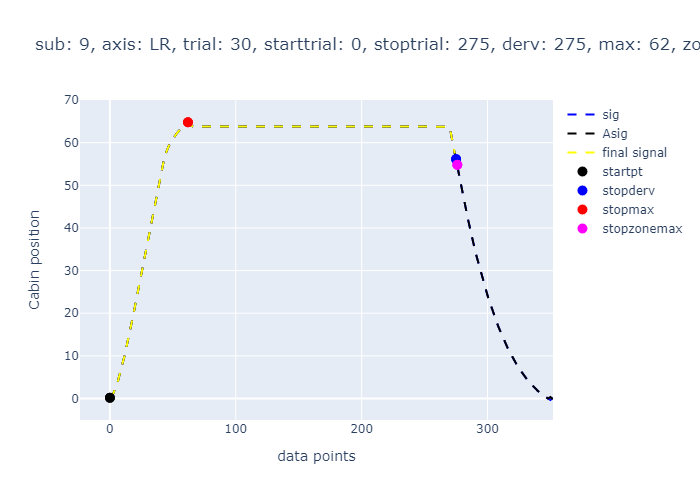 sub: 9, axis: LR, trial: 30, starttrial: 0, stoptrial: 275, derv: 275, max: 62, zo
70
60
50
40
30
20
10
0
Cabin position
0 100 200 300
data points
sig
Asig
final signal
startpt
stopderv
stopmax
stopzonemax